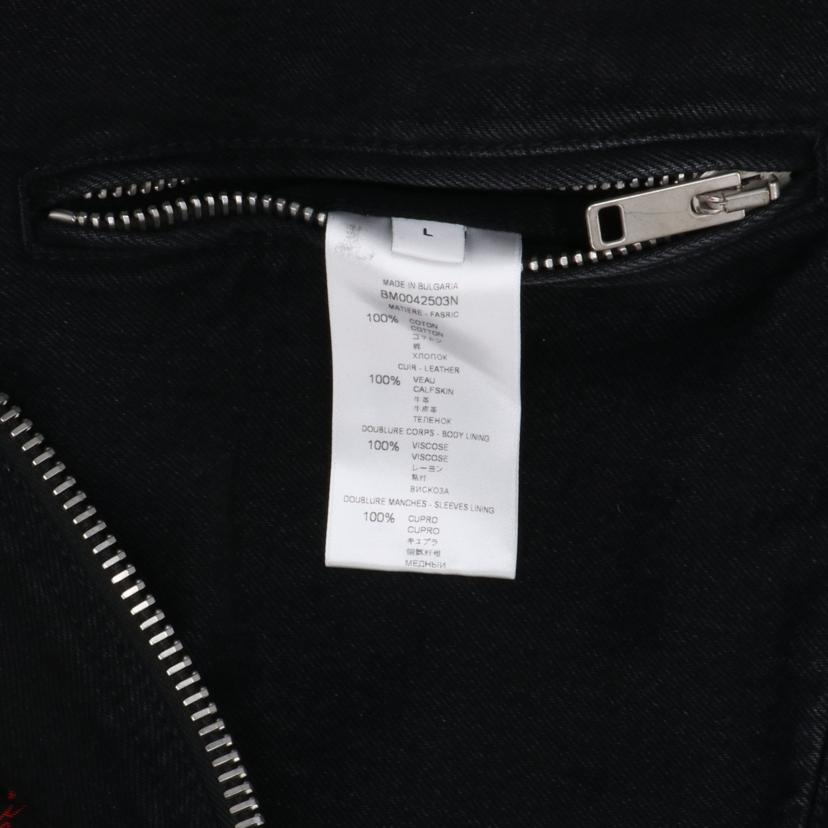 L
MADE IN BULGARIA
BM0042503N
MATIERE - FABRIC
100% COTON
COTTON
コットン
棉
ХЛОПОК
CUIR - LEATHER
100% VEAU
CALFSKIN
牛革
牛皮革
ТЕЛЕНОК
DOUBLURE CORPS - BODY LINING
100% VISCOSE
VISCOSE
レーヨン
ВИСКОЗА
DOUBLURE MANCHES - SLEEVES LINING
100% CUPRO
CUPRO
キュプラ
铜氨纤维
МЕДНЫЙ